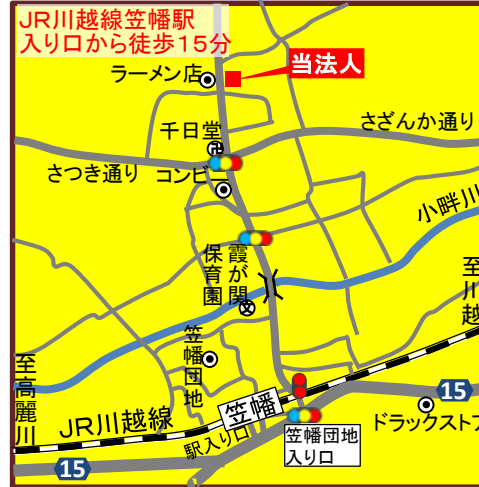 JR川越線笠幡駅
入り口から徒歩15分
ラーメン店
当法人
千日堂
さざんか通り
さつき通り
コンビニ
小畔川
霞が関
保育園
至川越
笠幡
団地
至高麗川
JR川越線
笠幡
15
駅入り口
笠幡団地
入り口
ドラックストア
15